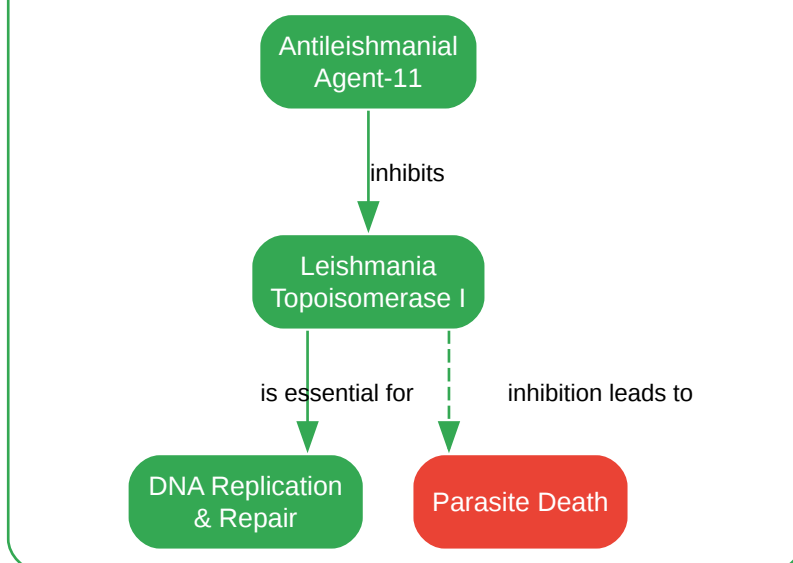 Antileishmanial
Agent-11
inhibits
Leishmania
Topoisomerase I
is essential for
inhibition leads to
DNA Replication
& Repair
Parasite Death